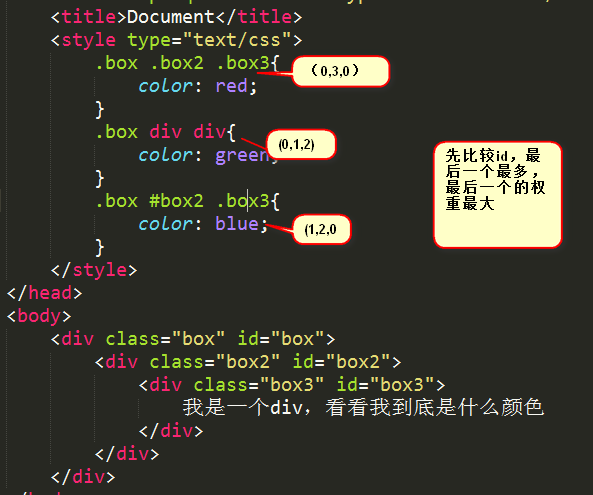 <title>Document</title>
<style type="text/css">
.box .box2 .box3{
（0,3,0）
color: red;
}
.box div div{
(0,1,2)
color: green;
}
.box #box2 .box3{
color: blue;
(1,2,0
}
先比较id，最
后一个最多，
最后一个的权
重最大
</style>
</head>
<body>
<div class="box" id="box">
<div class="box2" id="box2">
<div class="box3" id="box3">
我是一个div，看看我到底是什么颜色
</div>
</div>
</div>